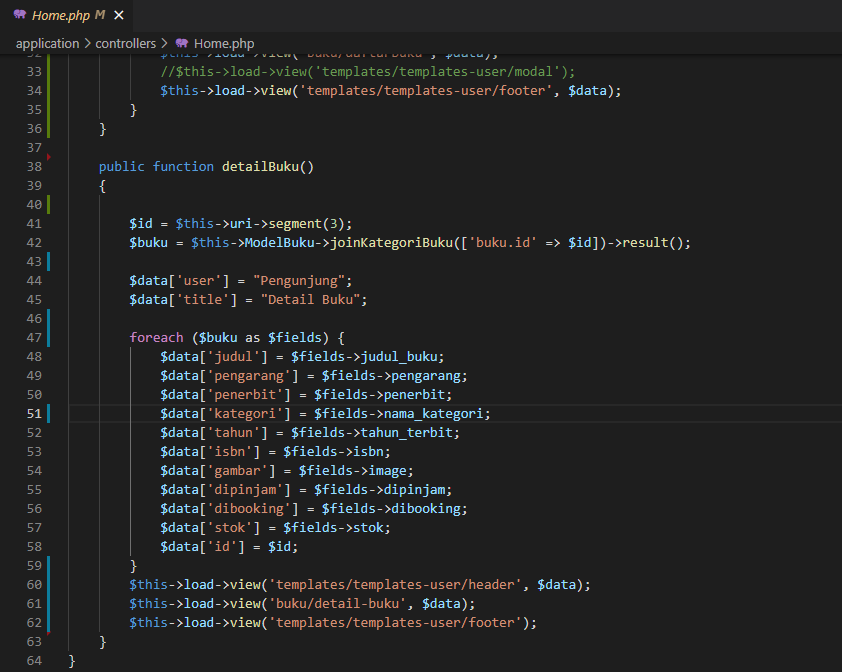 Home.php M ×
application > controllers > Home.php
32 $this->load->view('buku/daftarbuku', $data);
33 //$this->load->view('templates/templates-user/modal');
34 $this->load->view('templates/templates-user/footer', $data);
35 }
36 }
37
38 public function detailBuku()
39 {
40
41 $id = $this->uri->segment(3);
42 $buku = $this->ModelBuku->joinKategoriBuku(['buku.id' => $id])->result();
43
44 $data['user'] = "Pengunjung";
45 $data['title'] = "Detail Buku";
46
47 foreach ($buku as $fields) {
48 $data['judul'] = $fields->judul_buku;
49 $data['pengarang'] = $fields->pengarang;
50 $data['penerbit'] = $fields->penerbit;
51 $data['kategori'] = $fields->nama_kategori;
52 $data['tahun'] = $fields->tahun_terbit;
53 $data['isbn'] = $fields->isbn;
54 $data['gambar'] = $fields->image;
55 $data['dipinjam'] = $fields->dipinjam;
56 $data['dibooking'] = $fields->dibooking;
57 $data['stok'] = $fields->stok;
58 $data['id'] = $id;
59 }
60 $this->load->view('templates/templates-user/header', $data);
61 $this->load->view('buku/detail-buku', $data);
62 $this->load->view('templates/templates-user/footer');
63 }
64 }